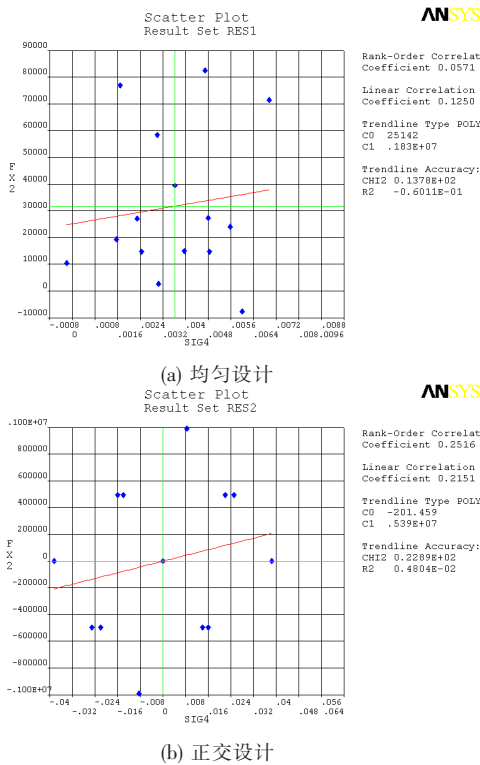 Scatter Plot
Result Set RES1
ANSYS
Rank-Order Correlat
Coefficient 0.0571
Linear Correlation
Coefficient 0.1250
Trendline Type POLY
C0 25142
C1 .183E+07
Trendline Accuracy:
CHI2 0.1378E+02
R2 -0.6011E-01
90000
80000
70000
60000
50000
40000
30000
20000
10000
0
-10000
FX2
-.0008 .0008 .0024 .004 .0056 .0072 .0088
0 .0016 .0032 .0048 .0064 .008 .0096
SIG4
(a) 均匀设计
Scatter Plot
Result Set RES2
ANSYS
Rank-Order Correlat
Coefficient 0.2516
Linear Correlation
Coefficient 0.2151
Trendline Type POLY
C0 -201.459
C1 .539E+07
Trendline Accuracy:
CHI2 0.2289E+02
R2 0.4804E-02
.100E+07
800000
600000
400000
200000
0
-200000
-400000
-600000
-800000
-.100E+07
FX2
-.04 -.024 -.008 .008 .024 .04 .056
-.032 -.016 0 .016 .032 .048 .064
SIG4
(b) 正交设计